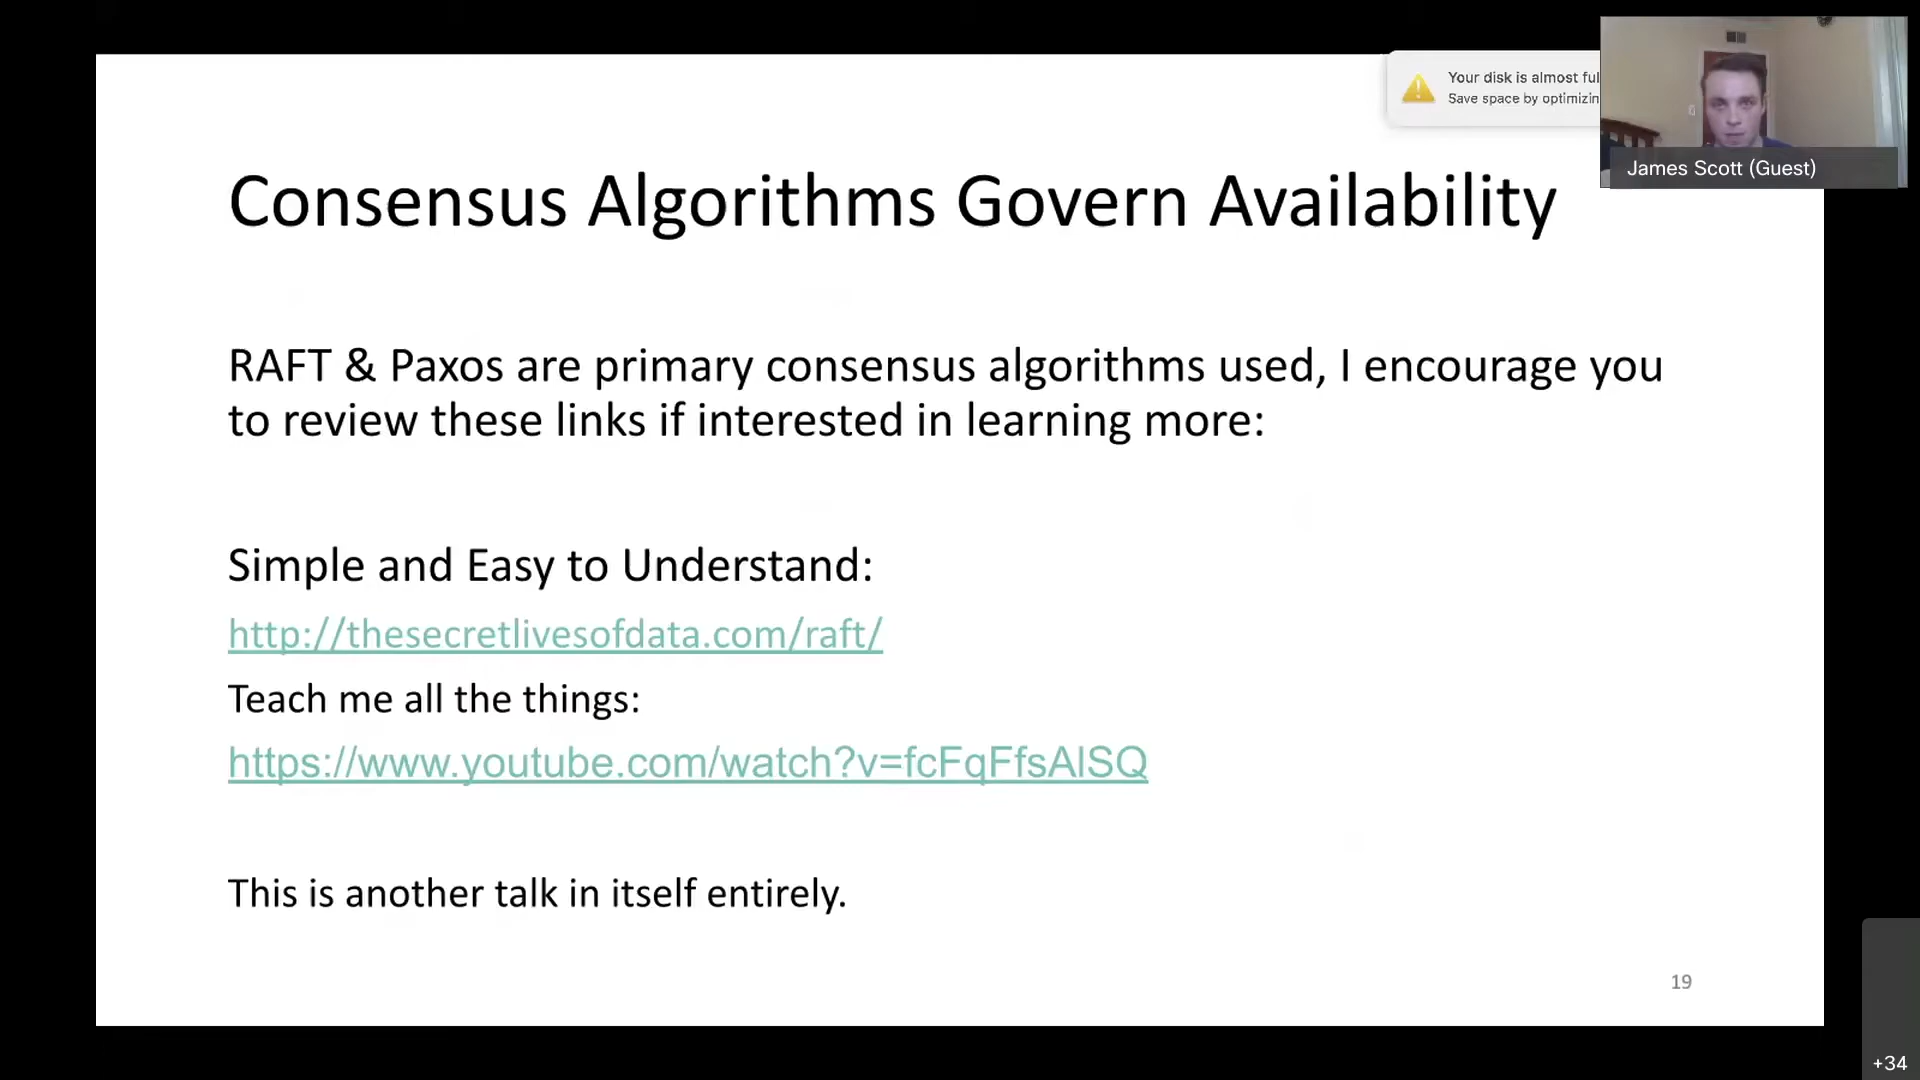 Your disk is almost ful
Save space by optimizin
James Scott (Guest)
Consensus Algorithms Govern Availability
RAFT & Paxos are primary consensus algorithms used, I encourage you
to review these links if interested in learning more:
Simple and Easy to Understand:
http://thesecretlivesofdata.com/raft/
Teach me all the things:
https://www.youtube.com/watch?v=fcFqFfsAlSQ
This is another talk in itself entirely.
19
+34